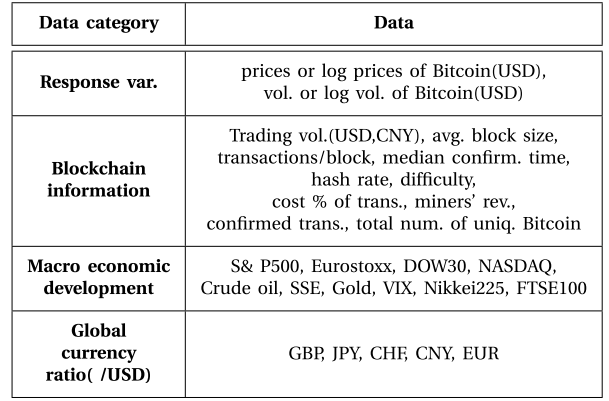 Data category
Data
Response var.
prices or log prices of Bitcoin(USD),
vol. or log vol. of Bitcoin(USD)
Blockchain
information
Trading vol.(USD,CNY), avg. block size,
transactions/block, median confirm. time,
hash rate, difficulty,
cost % of trans., miners' rev.,
confirmed trans., total num. of uniq. Bitcoin
Macro economic
development
S& P500, Eurostoxx, DOW30, NASDAQ,
Crude oil, SSE, Gold, VIX, Nikkei225, FTSE100
Global
currency
ratio( /USD)
GBP, JPY, CHF, CNY, EUR